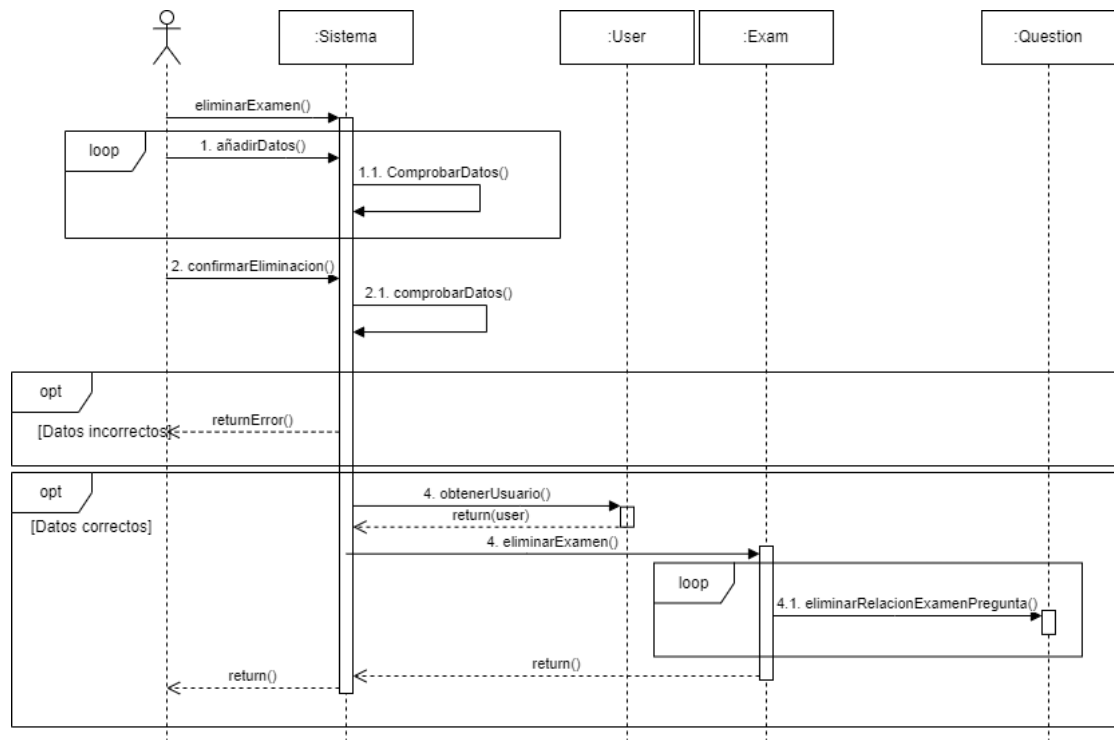 :Sistema
:User
:Exam
:Question
eliminarExamen()
loop
1. añadirDatos()
1.1. ComprobarDatos()
2. confirmarEliminacion()
2.1. comprobarDatos()
opt
returnError()
[Datos incorrectos]
opt
4. obtenerUsuario()
return(user)
[Datos correctos]
4. eliminarExamen()
loop
4.1. eliminarRelacionExamenPregunta()
return()
return()